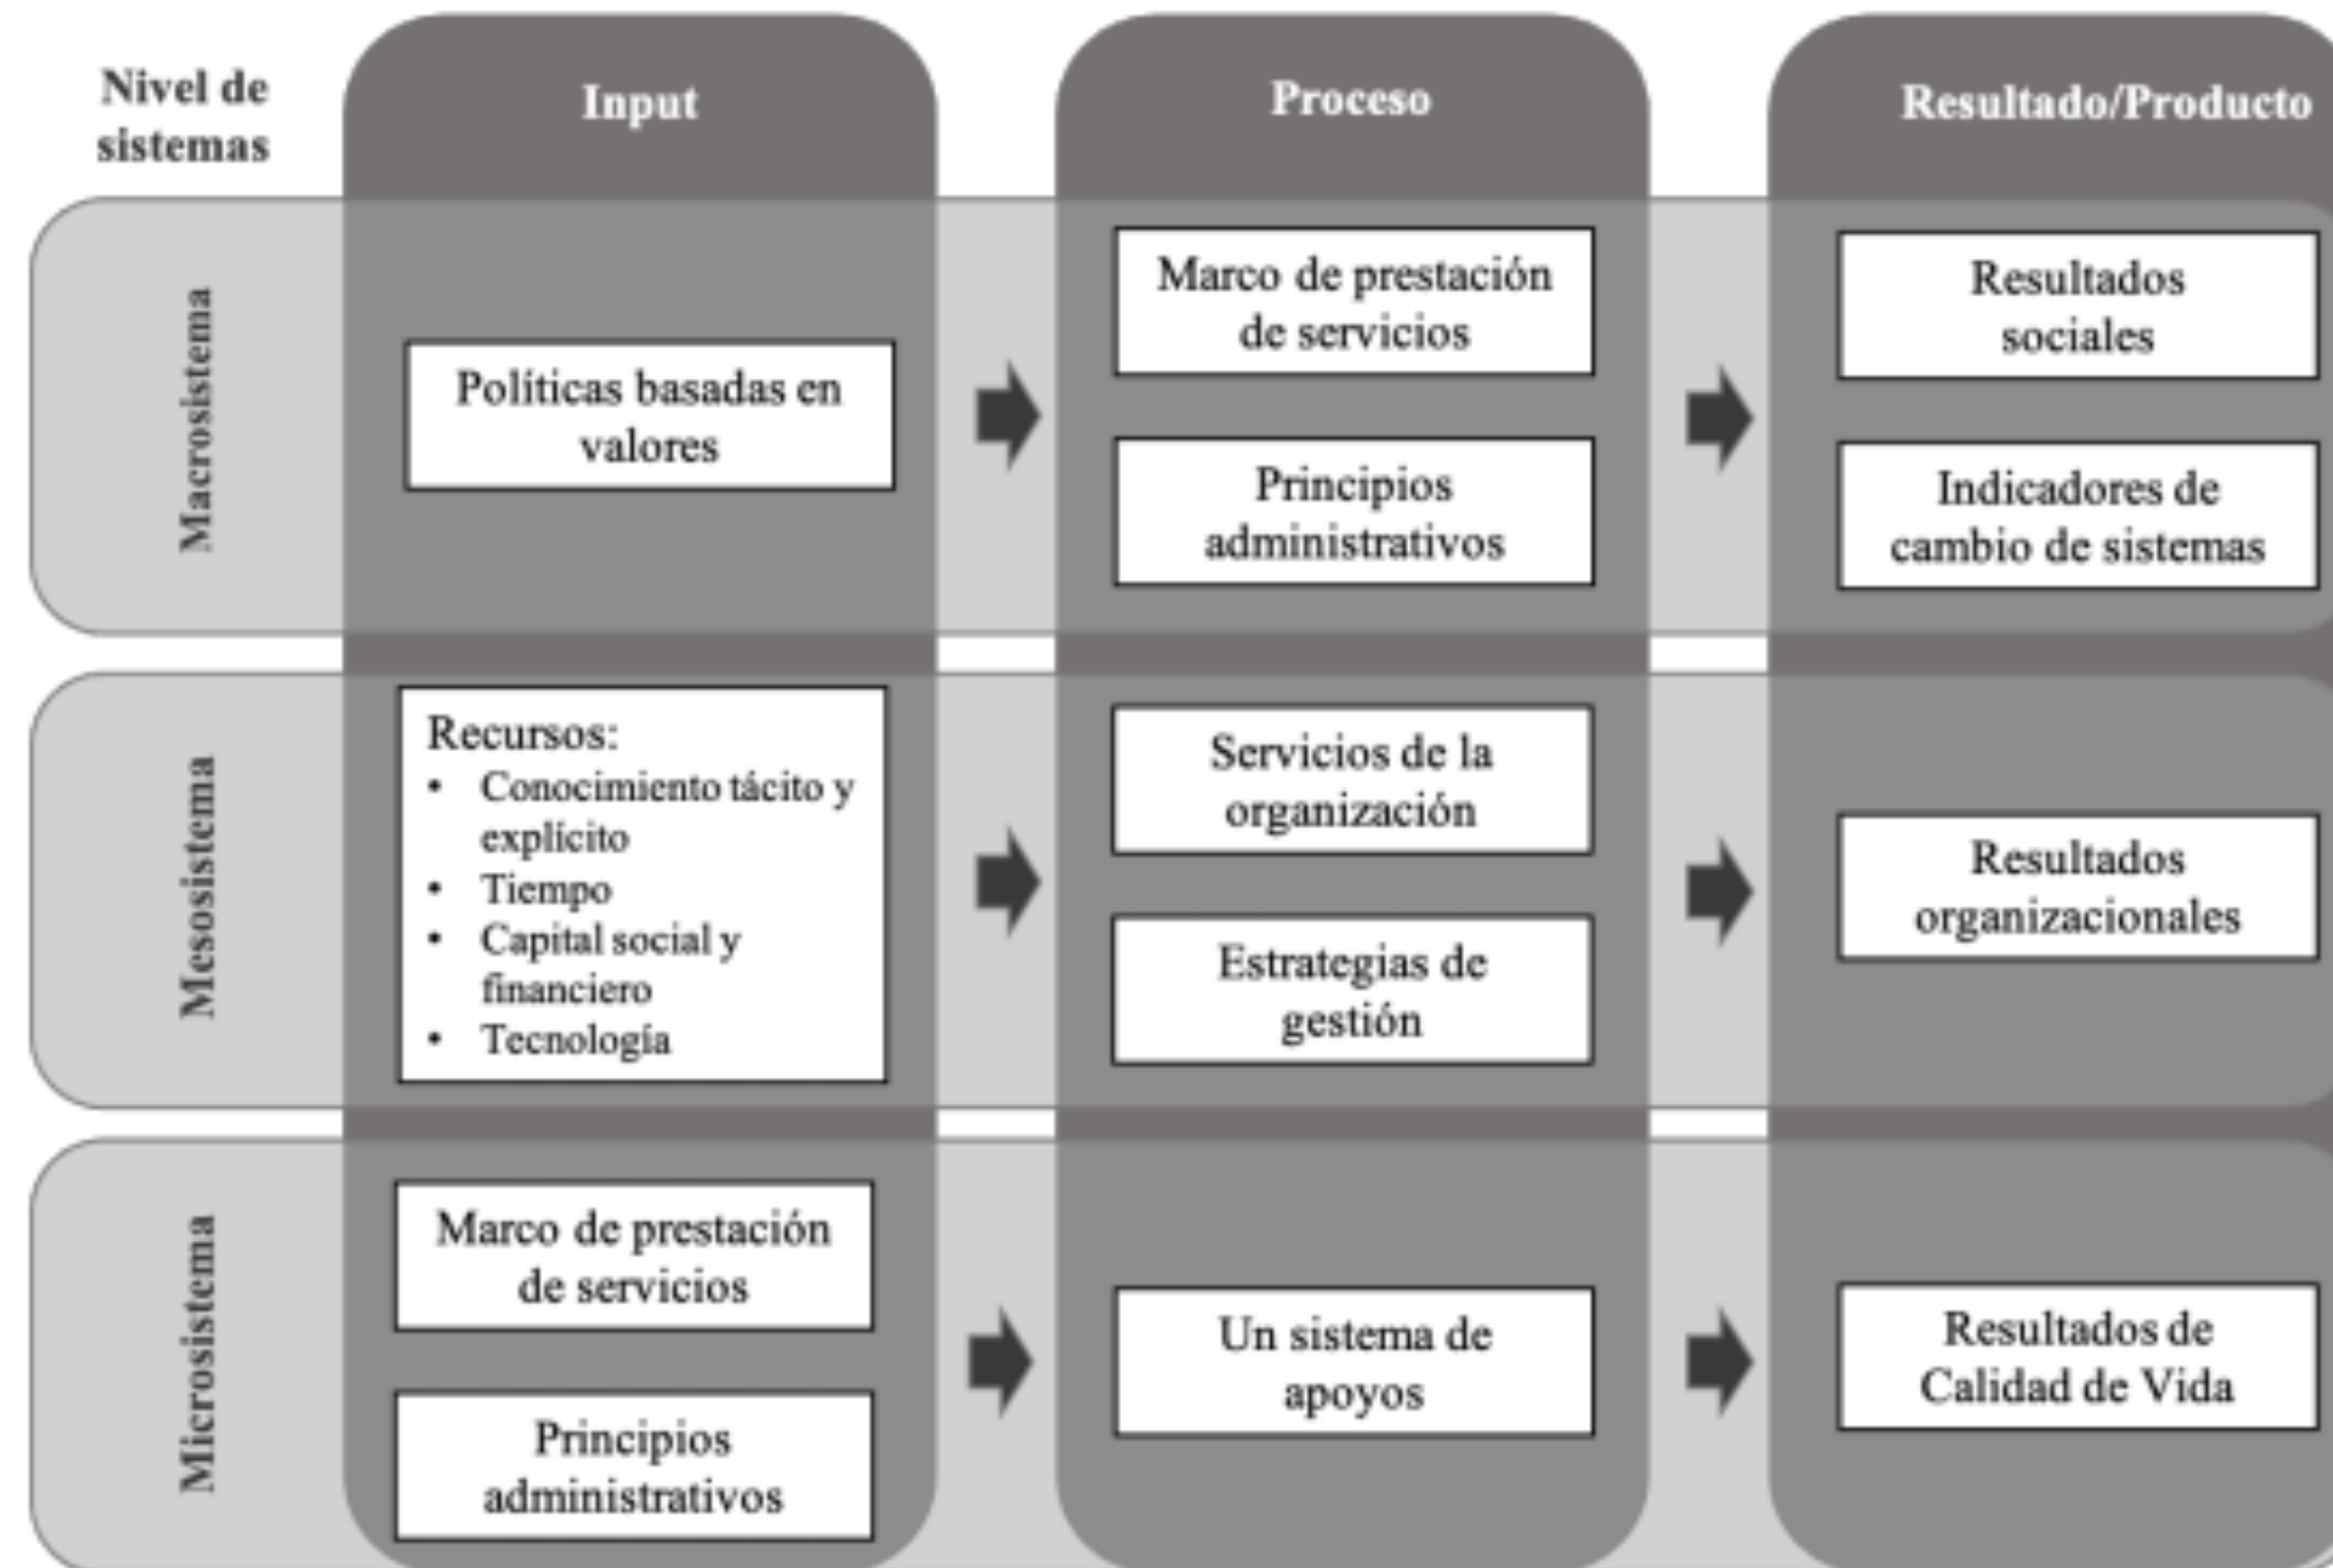 Nivel de
sistemas
Input
Proceso
Resultado/Producto
Macrosistema
Políticas basadas en
valores
Marco de prestación
de servicios
Principios
administrativos
Resultados
sociales
Indicadores de
cambio de sistemas
Mesosistema
Recursos:
• Conocimiento tácito y
explícito
• Tiempo
• Capital social y
financiero
• Tecnología
Servicios de la
organización
Estrategias de
gestión
Resultados
organizacionales
Microsistema
Marco de prestación
de servicios
Principios
administrativos
Un sistema de
apoyos
Resultados de
Calidad de Vida